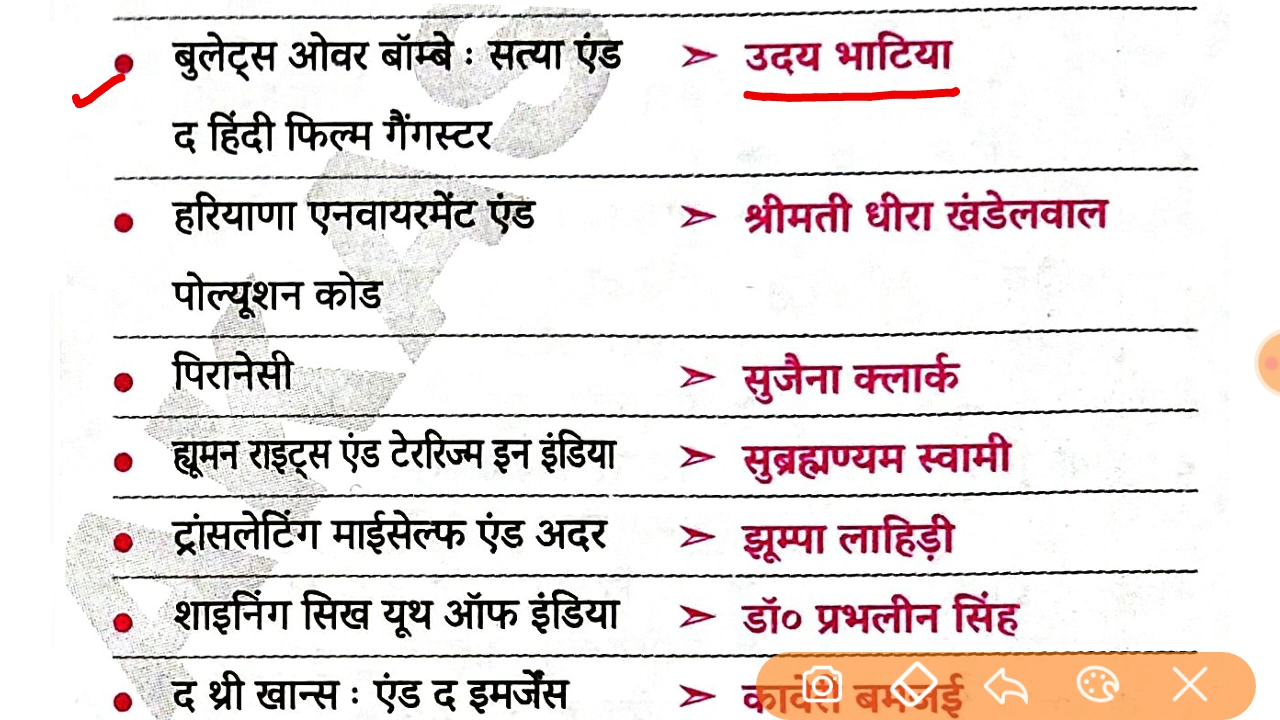 बुलेट्स ओवर बॉम्बे : सत्या एंड ➢ उदय भाटिया
द हिंदी फिल्म गैंगस्टर
हरियाणा एनवायरमेंट एंड ➢ श्रीमती धीरा खंडेलवाल
पोल्यूशन कोड
पिरानेसी ➢ सुजैना क्लार्क
ह्यूमन राइट्स एंड टेररिज्म इन इंडिया ➢ सुब्रह्मण्यम स्वामी
ट्रांसलेटिंग माईसेल्फ एंड अदर ➢ झूम्पा लाहिड़ी
शाइनिंग सिख यूथ ऑफ इंडिया ➢ डॉ० प्रभलीन सिंह
द थ्री खान्स : एंड द इमर्जेंस ➢ कावेरी बमजई